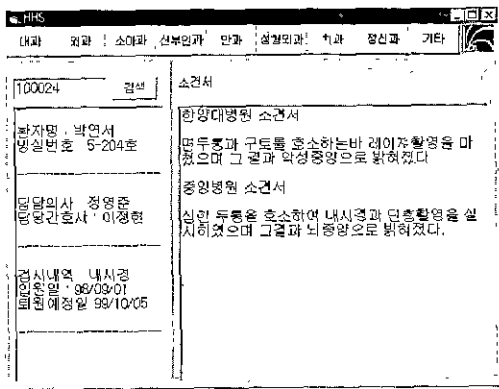 HHS
내과 외과 소아과 산부인과 안과 성형외과 치과 정신과 기타
100024 검색
환자명 : 박연서
병실번호 5-204호
담당의사 정영준
담당간호사 : 이정현
검사내역 내시경
입원일 : 98/09/01
퇴원예정일 99/10/05
소견서
한양대병원 소견서
편두통과 구토를 호소하는바 레이져촬영을 마
쳤으며 그 결과 악성종양으로 밝혀졌다
중앙병원 소견서
심한 두통을 호소하여 내시경과 단층촬영을 실
시하였으며 그결과 뇌종양으로 밝혀졌다.